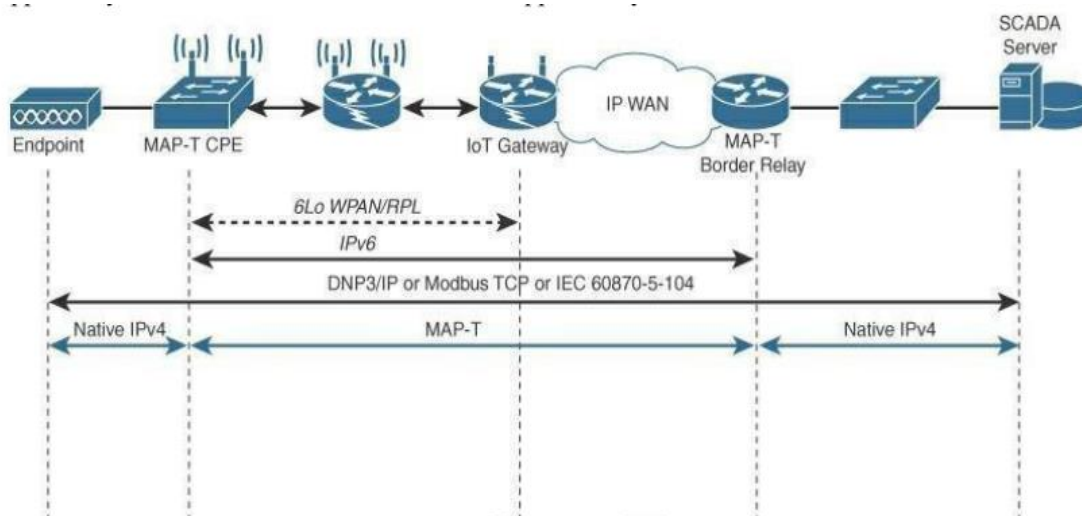 SCADA
Server
IP WAN
Endpoint
MAP-T CPE
IoT Gateway
MAP-T
Border Relay
6Lo WPAN/RPL
IPv6
DNP3/IP or Modbus TCP or IEC 60870-5-104
Native IPv4
MAP-T
Native IPv4